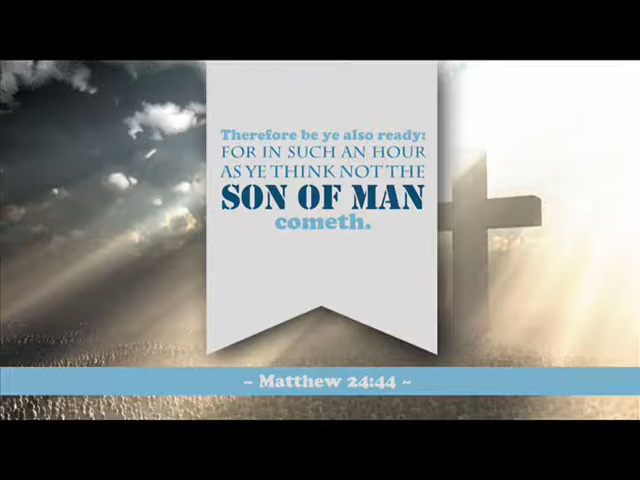 Therefore be ye also ready:
FOR IN SUCH AN HOUR
AS YE THINK NOT THE
SON OF MAN
cometh.
~ Matthew 24:44 ~